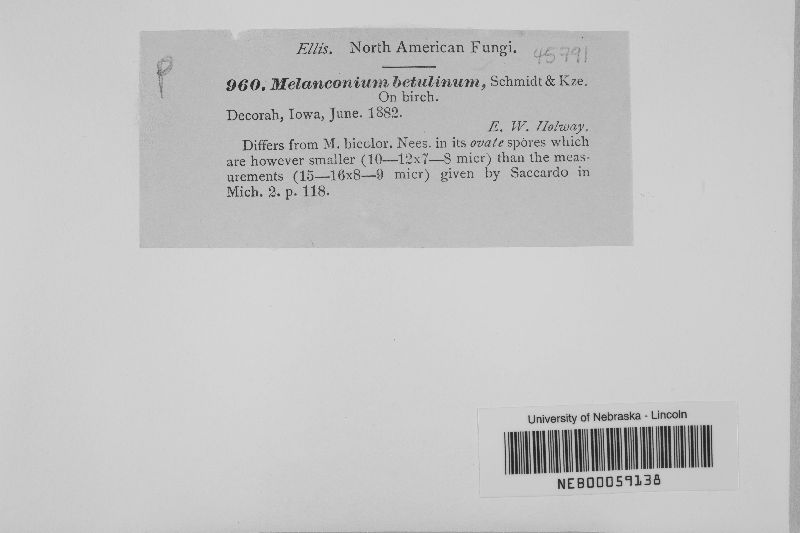 Ellis. North American Fungi. 45791
P
960. Melanconium betulinum, Schmidt & Kze.
On birch.
Decorah, Iowa, June. 1882.
E. W. Holway.
Differs from M. bicolor. Nees. in its ovate spores which
are however smaller (10—12x7—8 micr) than the meas-
urements (15—16x8—9 micr) given by Saccardo in
Mich. 2. p. 118.
University of Nebraska - Lincoln
NEB00059138